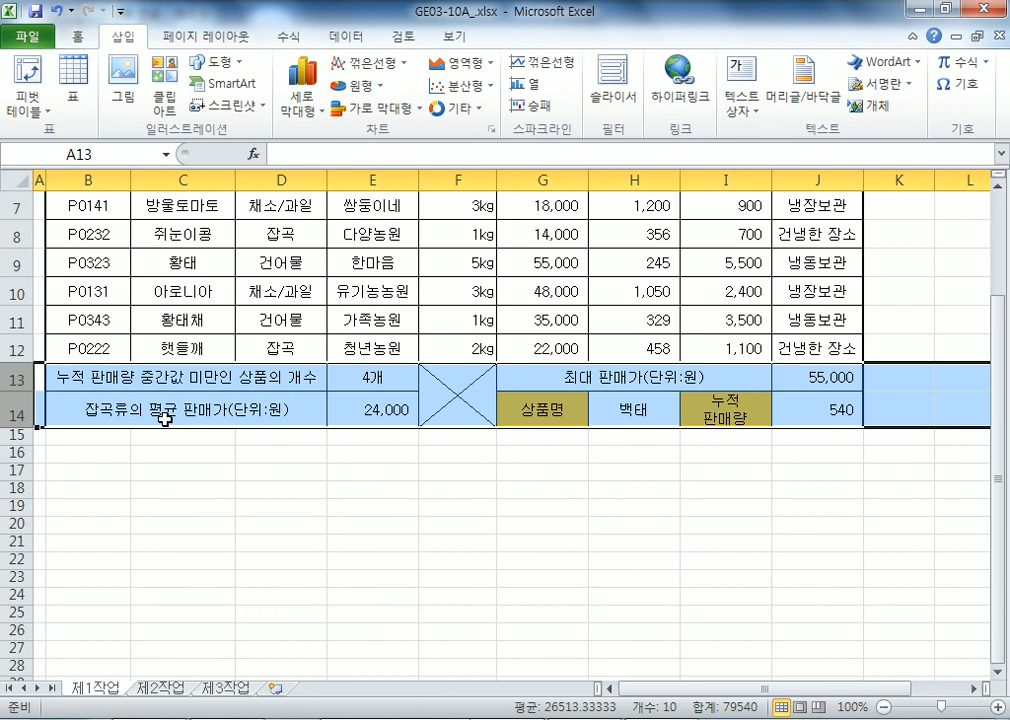 GE03-10A_.xlsx - Microsoft Excel
파일 홈 삽입 페이지 레이아웃 수식 데이터 검토 보기
피벗 테이블 표 그림 클립 아트 도형 SmartArt 스크린샷 세로 막대형 꺾은선형 원형 가로 막대형 영역형 분산형 기타 꺾은선형 열 승패 슬라이서 하이퍼링크 텍스트 상자 머리글/바닥글 WordArt 서명란 개체 수식 기호
표 일러스트레이션 차트 스파크라인 필터 링크 텍스트 기호
A13 fx
A B C D E F G H I J K L
7 P0141 방울토마토 채소/과일 쌍둥이네 3kg 18,000 1,200 900 냉장보관
8 P0232 쥐눈이콩 잡곡 다양농원 1kg 14,000 356 700 건냉한 장소
9 P0323 황태 건어물 한마음 5kg 55,000 245 5,500 냉동보관
10 P0131 아로니아 채소/과일 유기농농원 3kg 48,000 1,050 2,400 냉장보관
11 P0343 황태채 건어물 가족농원 1kg 35,000 329 3,500 냉동보관
12 P0222 햇들깨 잡곡 청년농원 2kg 22,000 458 1,100 건냉한 장소
13 누적 판매량 중간값 미만인 상품의 개수 4개 최대 판매가(단위:원) 55,000
14 잡곡류의 평균 판매가(단위:원) 24,000 상품명 백태 누적 판매량 540
15
16
17
18
19
20
21
22
23
24
25
26
27
28
제1작업 제2작업 제3작업
준비 평균: 26513.33333 개수: 10 합계: 79540 100%